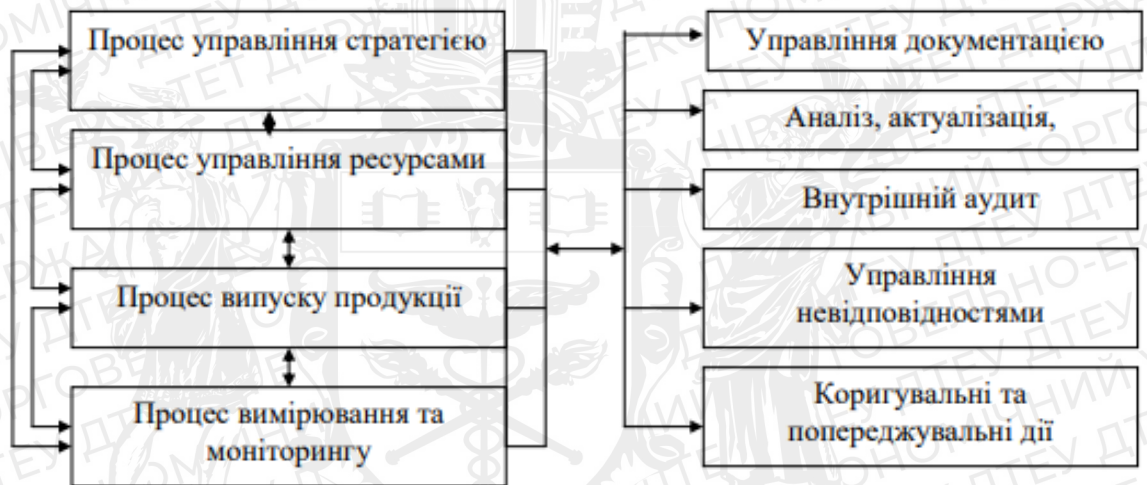 Процес управління стратегією
Процес управління ресурсами
Процес випуску продукції
Процес вимірювання та
моніторингу
Управління документацією
Аналіз, актуалізація,
Внутрішній аудит
Управління
невідповідностями
Коригувальні та
попереджувальні дії